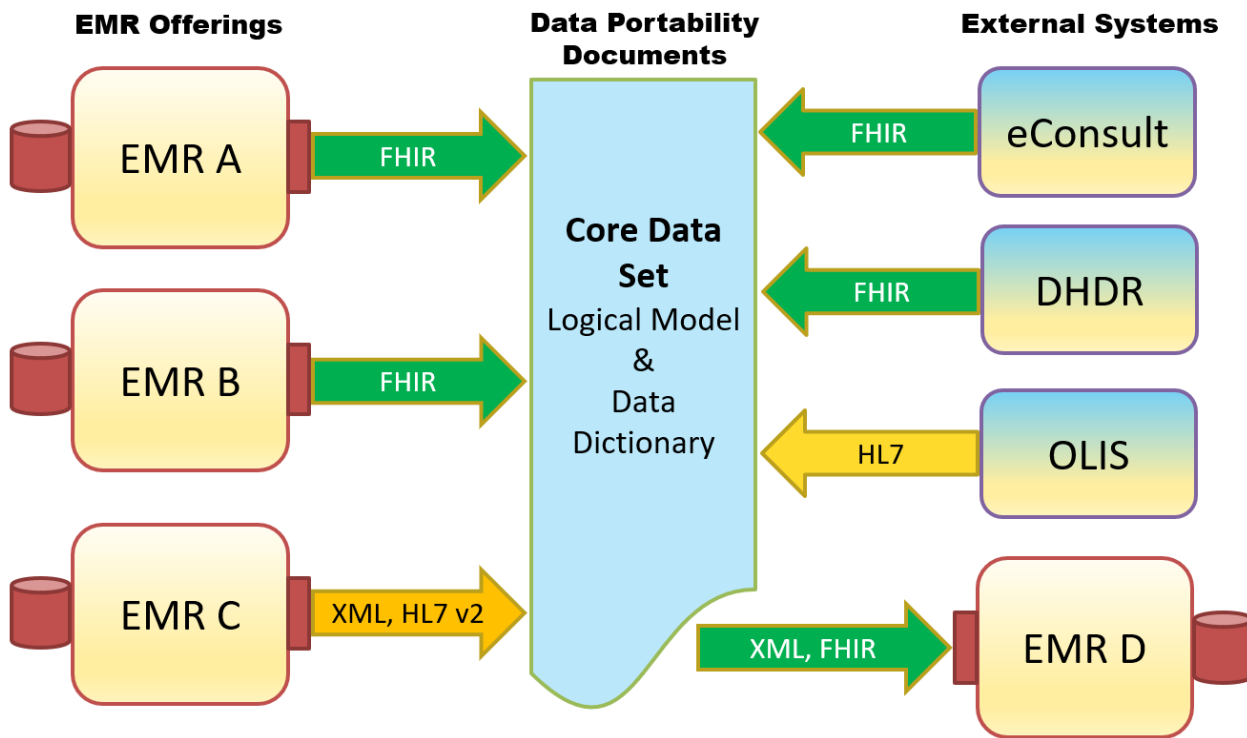 EMR Offerings
Data Portability
Documents
External Systems
EMR A
FHIR
EMR B
FHIR
EMR C
XML, HL7 v2
Core Data
Set
Logical Model
&
Data
Dictionary
FHIR
eConsult
FHIR
DHDR
HL7
OLIS
XML, FHIR
EMR D